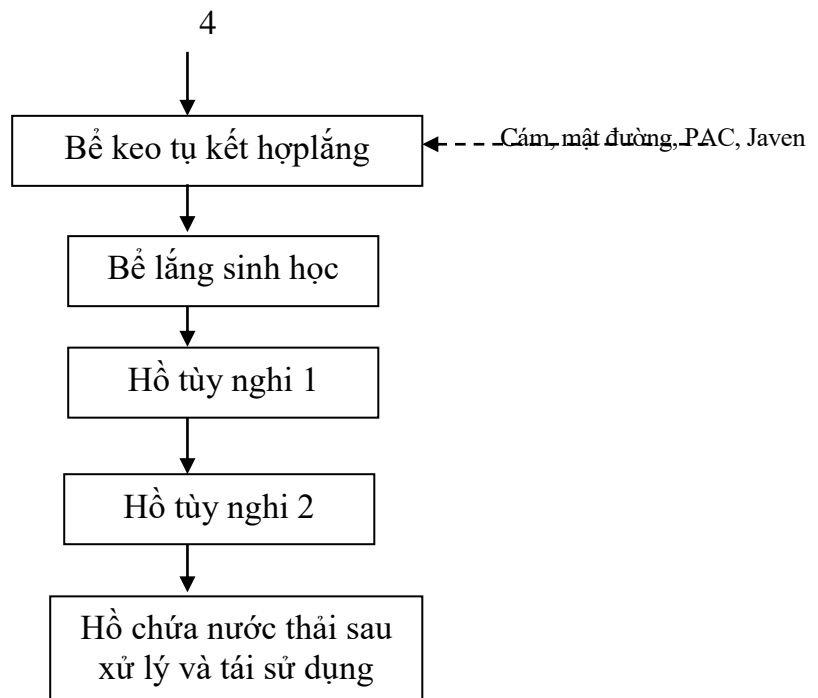 4
Bể keo tụ kết hợplắng
Cám, mật đường, PAC, Javen
Bể lắng sinh học
Hồ tùy nghi 1
Hồ tùy nghi 2
Hồ chứa nước thải sau
xử lý và tái sử dụng